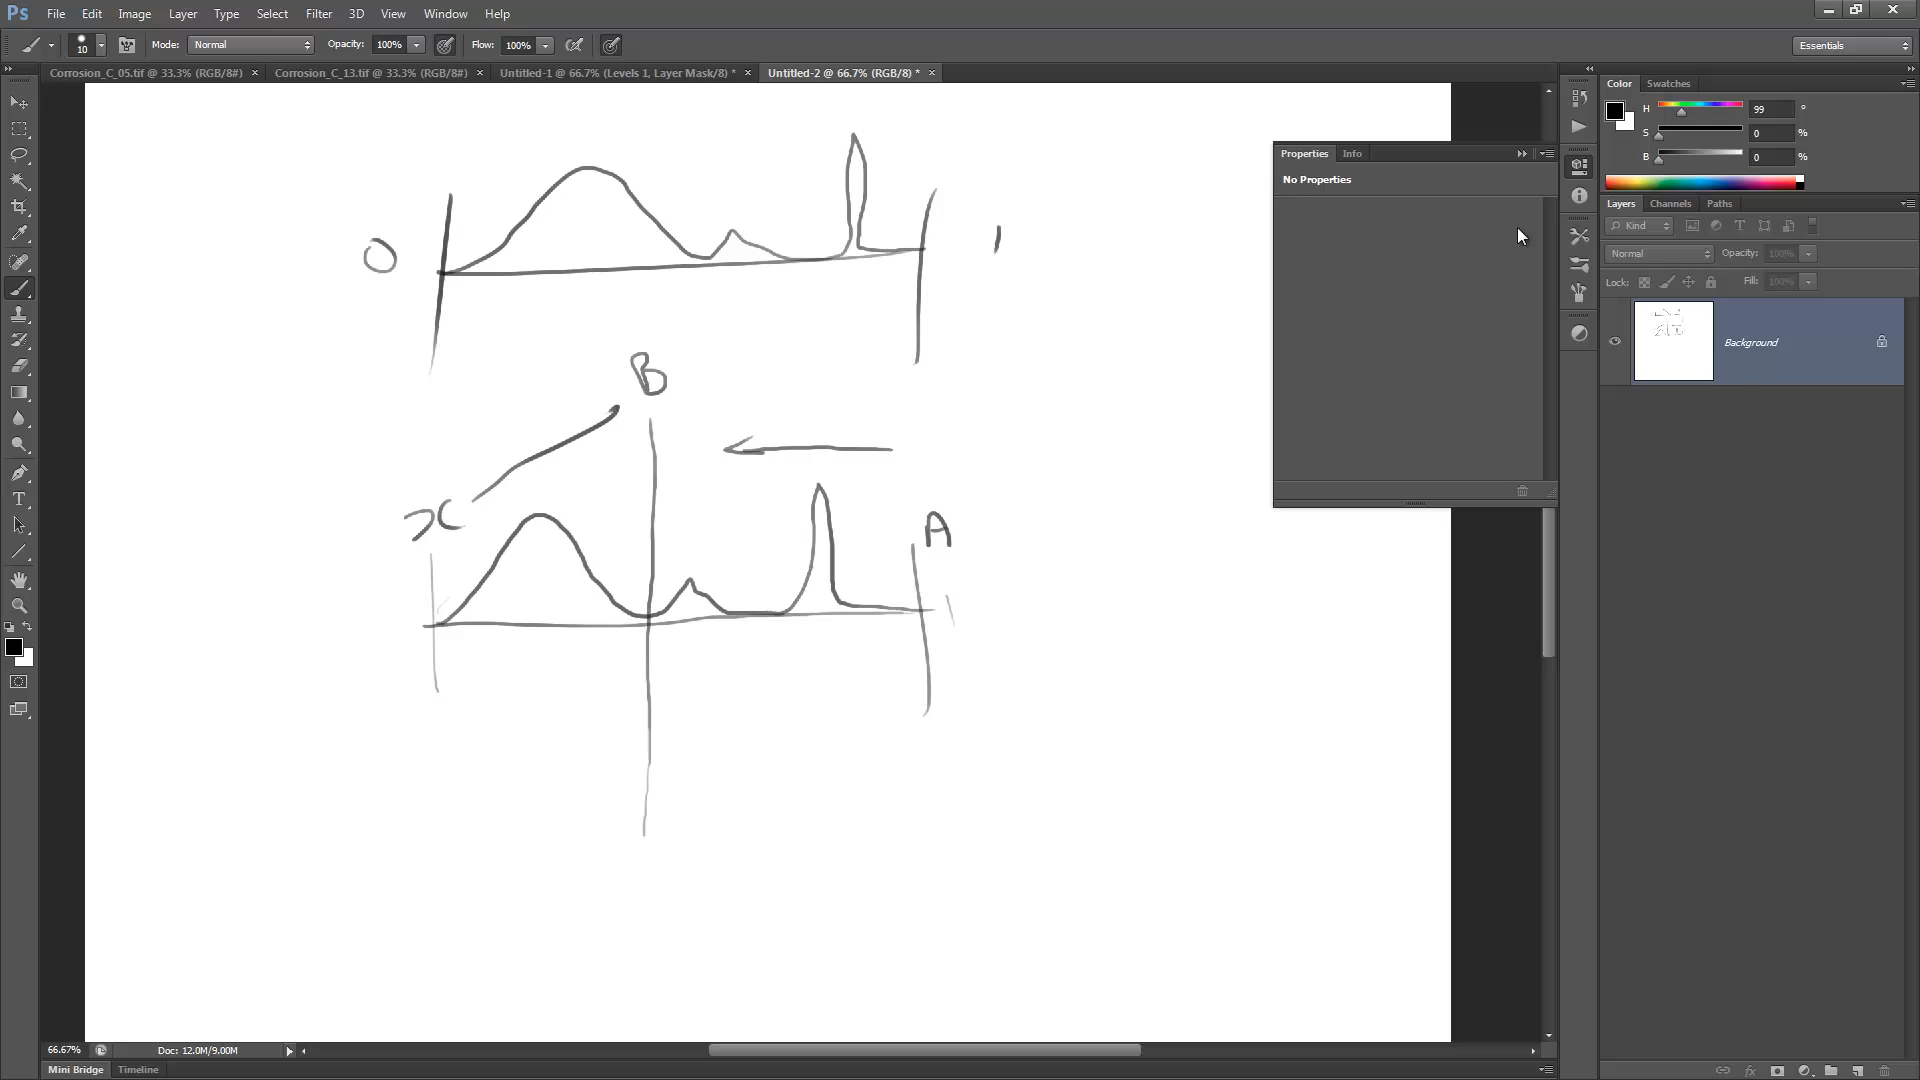 Ps File Edit Image Layer Type Select Filter 3D View Window Help
10 Mode: Normal Opacity: 100% Flow: 100% Essentials
Corrosion_C_05.tif @ 33.3% (RGB/8#) × Corrosion_C_13.tif @ 33.3% (RGB/8#) × Untitled-1 @ 66.7% (Levels 1, Layer Mask/8) * × Untitled-2 @ 66.7% (RGB/8) * ×
Color Swatches
H 99 °
S 0 %
B 0 %
Properties Info
No Properties
Layers Channels Paths
Kind
Normal Opacity: 100%
Lock: Fill: 100%
Background
0 1
B
x A
1
66.67% Doc: 12.0M/9.00M
Mini Bridge Timeline